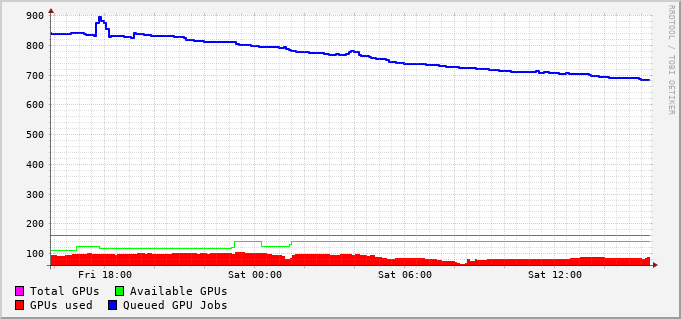 900
800
700
600
500
400
300
200
100
Fri 18:00 Sat 00:00 Sat 06:00 Sat 12:00
Total GPUs Available GPUs
GPUs used Queued GPU Jobs
RRDTOOL / TOBI OETIKER